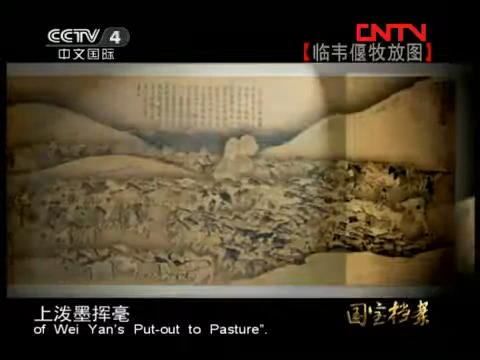 CCTV 4
中文国际
CNTV
【临韦偃牧放图】
上泼墨挥毫
of Wei Yan's Put-out to Pasture".
国宝档案